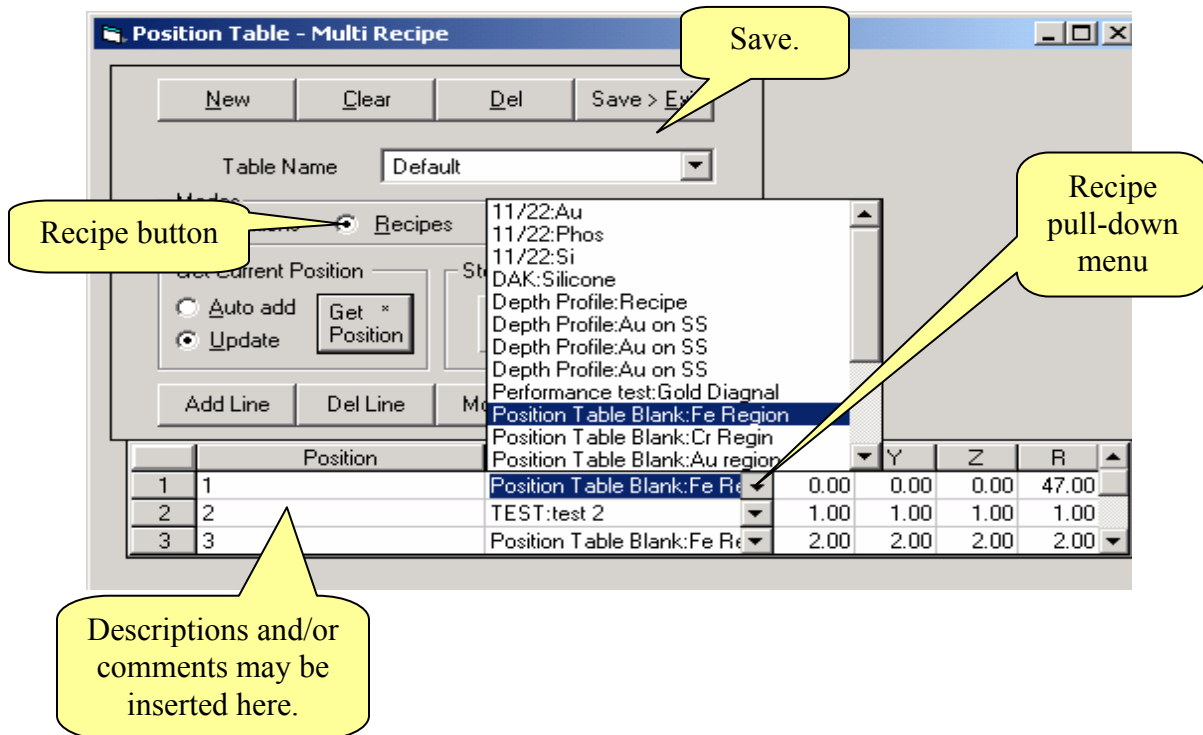 Position Table - Multi Recipe
Save.
New Clear Del Save > Exi
Table Name Default
Modes
Recipe button
Recipes
Recipe
pull-down
menu
11/22:Au
11/22:Phos
11/22:Si
DAK:Silicone
Depth Profile:Recipe
Depth Profile:Au on SS
Depth Profile:Au on SS
Depth Profile:Au on SS
Performance test:Gold Diagnal
Position Table Blank:Fe Region
Position Table Blank:Cr Regin
Position Table Blank:Au region
Get Current Position
Auto add
Update
Get *
Position
Add Line Del Line
Position Y Z R
1 1 Position Table Blank:Fe Re 0.00 0.00 0.00 47.00
2 2 TEST:test 2 1.00 1.00 1.00 1.00
3 3 Position Table Blank:Fe Re 2.00 2.00 2.00 2.00
Descriptions and/or
comments may be
inserted here.